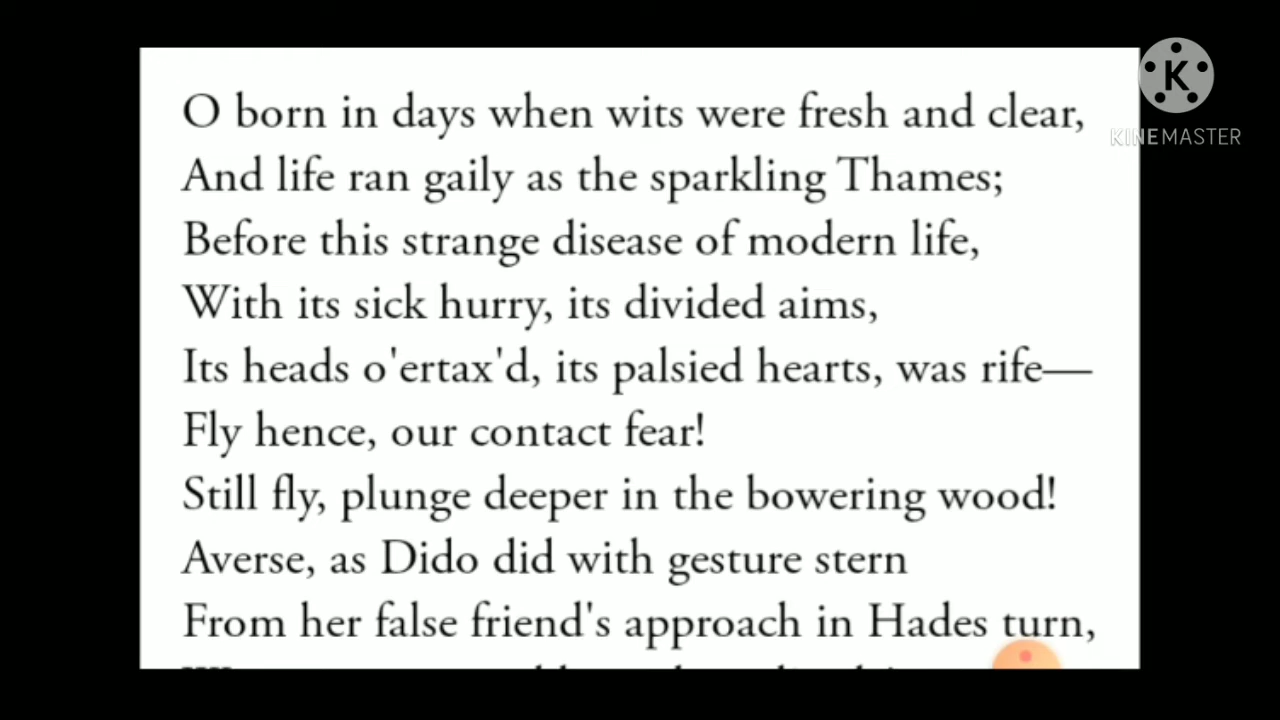 O born in days when wits were fresh and clear,
And life ran gaily as the sparkling Thames;
Before this strange disease of modern life,
With its sick hurry, its divided aims,
Its heads o'ertax'd, its palsied hearts, was rife—
Fly hence, our contact fear!
Still fly, plunge deeper in the bowering wood!
Averse, as Dido did with gesture stern
From her false friend's approach in Hades turn,
K
KINEMASTER